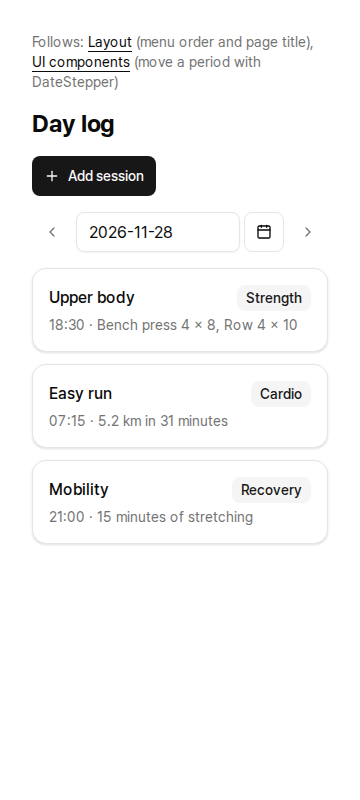 Follows: Layout (menu order and page title),
UI components (move a period with
DateStepper)
Day log
Add session
2026-11-28
Upper body
Strength
18:30 · Bench press 4 × 8, Row 4 × 10
Easy run
Cardio
07:15 · 5.2 km in 31 minutes
Mobility
Recovery
21:00 · 15 minutes of stretching